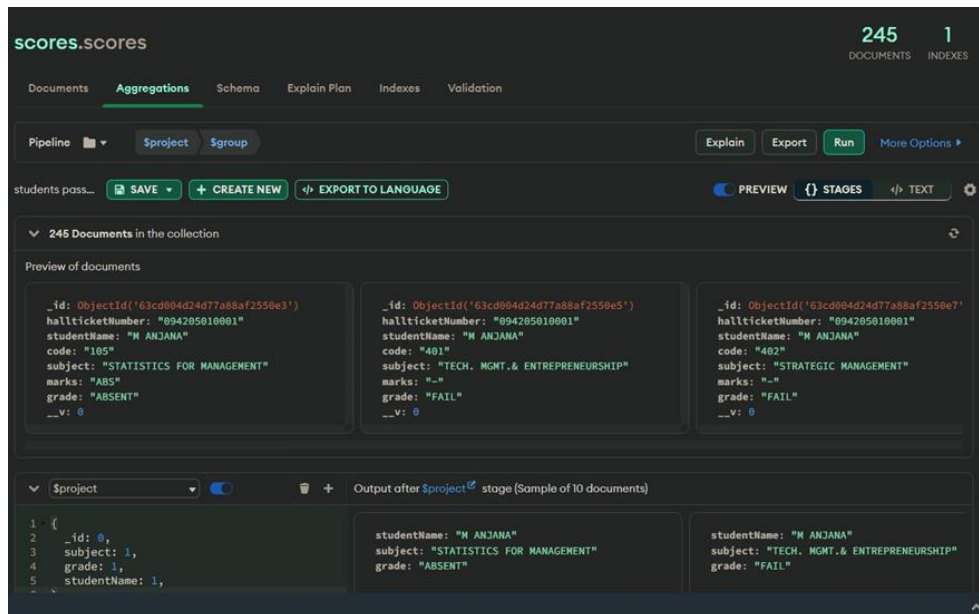 scores.scores
245 1
DOCUMENTS INDEXES
Documents Aggregations Schema Explain Plan Indexes Validation
Pipeline $project $group Explain Export Run More Options
students pass... SAVE + CREATE NEW </> EXPORT TO LANGUAGE PREVIEW {} STAGES </> TEXT
245 Documents in the collection
Preview of documents
_id: ObjectId('63cd004d24d77a88af2550e3')
hallticketNumber: "094205010001"
studentName: "M ANJANA"
code: "105"
subject: "STATISTICS FOR MANAGEMENT"
marks: "ABS"
grade: "ABSENT"
__v: 0
_id: ObjectId('63cd004d24d77a88af2550e5')
hallticketNumber: "094205010001"
studentName: "M ANJANA"
code: "401"
subject: "TECH. MGMT.& ENTREPRENEURSHIP"
marks: "-"
grade: "FAIL"
__v: 0
_id: ObjectId('63cd004d24d77a88af2550e7'
hallticketNumber: "094205010001"
studentName: "M ANJANA"
code: "402"
subject: "STRATEGIC MANAGEMENT"
marks: "-"
grade: "FAIL"
__v: 0
$project + Output after $project stage (Sample of 10 documents)
1 {
2 _id: 0,
3 subject: 1,
4 grade: 1,
5 studentName: 1,
studentName: "M ANJANA"
subject: "STATISTICS FOR MANAGEMENT"
grade: "ABSENT"
studentName: "M ANJANA"
subject: "TECH. MGMT.& ENTREPRENEURSHIP"
grade: "FAIL"